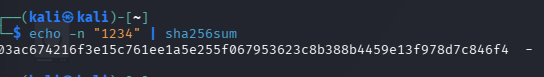 ┌──(kali㉿kali)-[~]
└─$ echo -n "1234" | sha256sum
03ac674216f3e15c761ee1a5e255f067953623c8b388b4459e13f978d7c846f4  -